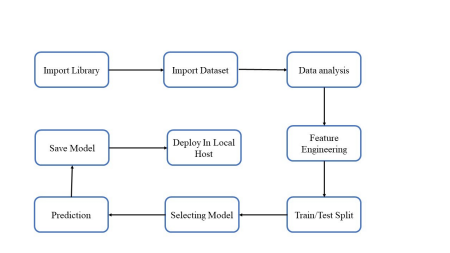 Import Library
Import Dataset
Data analysis
Feature
Engineering
Train/Test Split
Selecting Model
Prediction
Save Model
Deploy In Local
Host